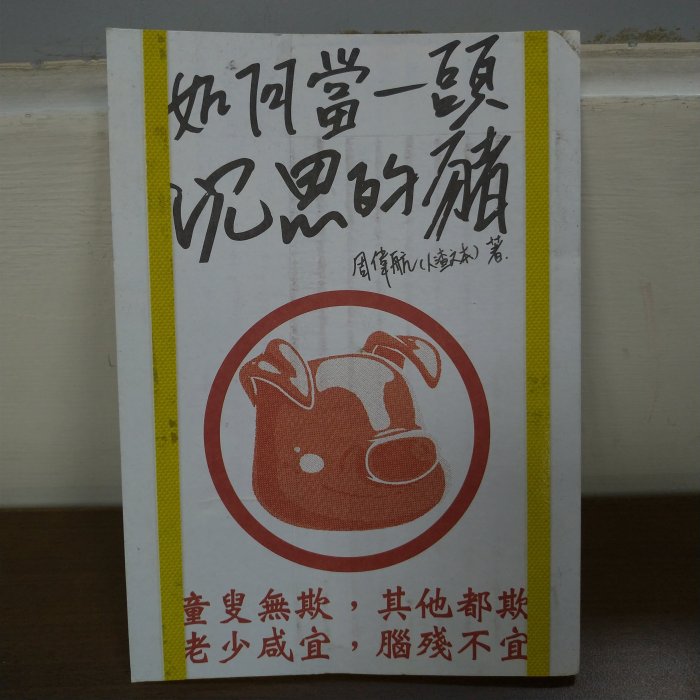 如何當一頭
沉思的豬
周偉航(人渣文本)著.
童叟無欺，其他都欺
老少咸宜，腦殘不宜